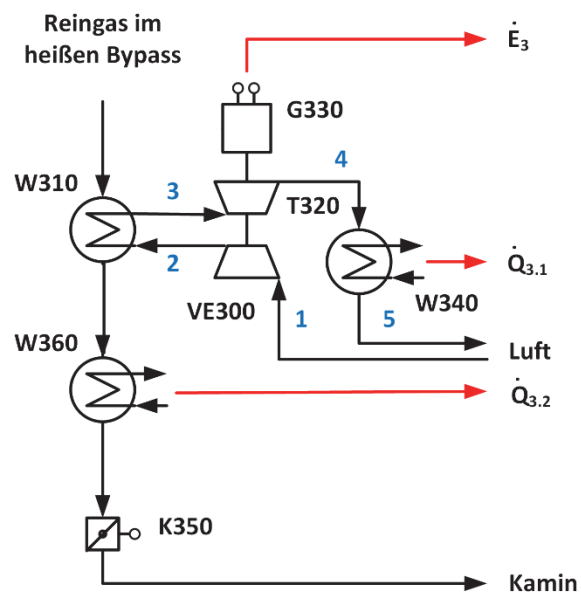 Reingas im
heißen Bypass
Ė₃
G330
W310
3
4
T320
2
Q̇₃.₁
VE300
1
5
W340
W360
Luft
Q̇₃.₂
K350
Kamin